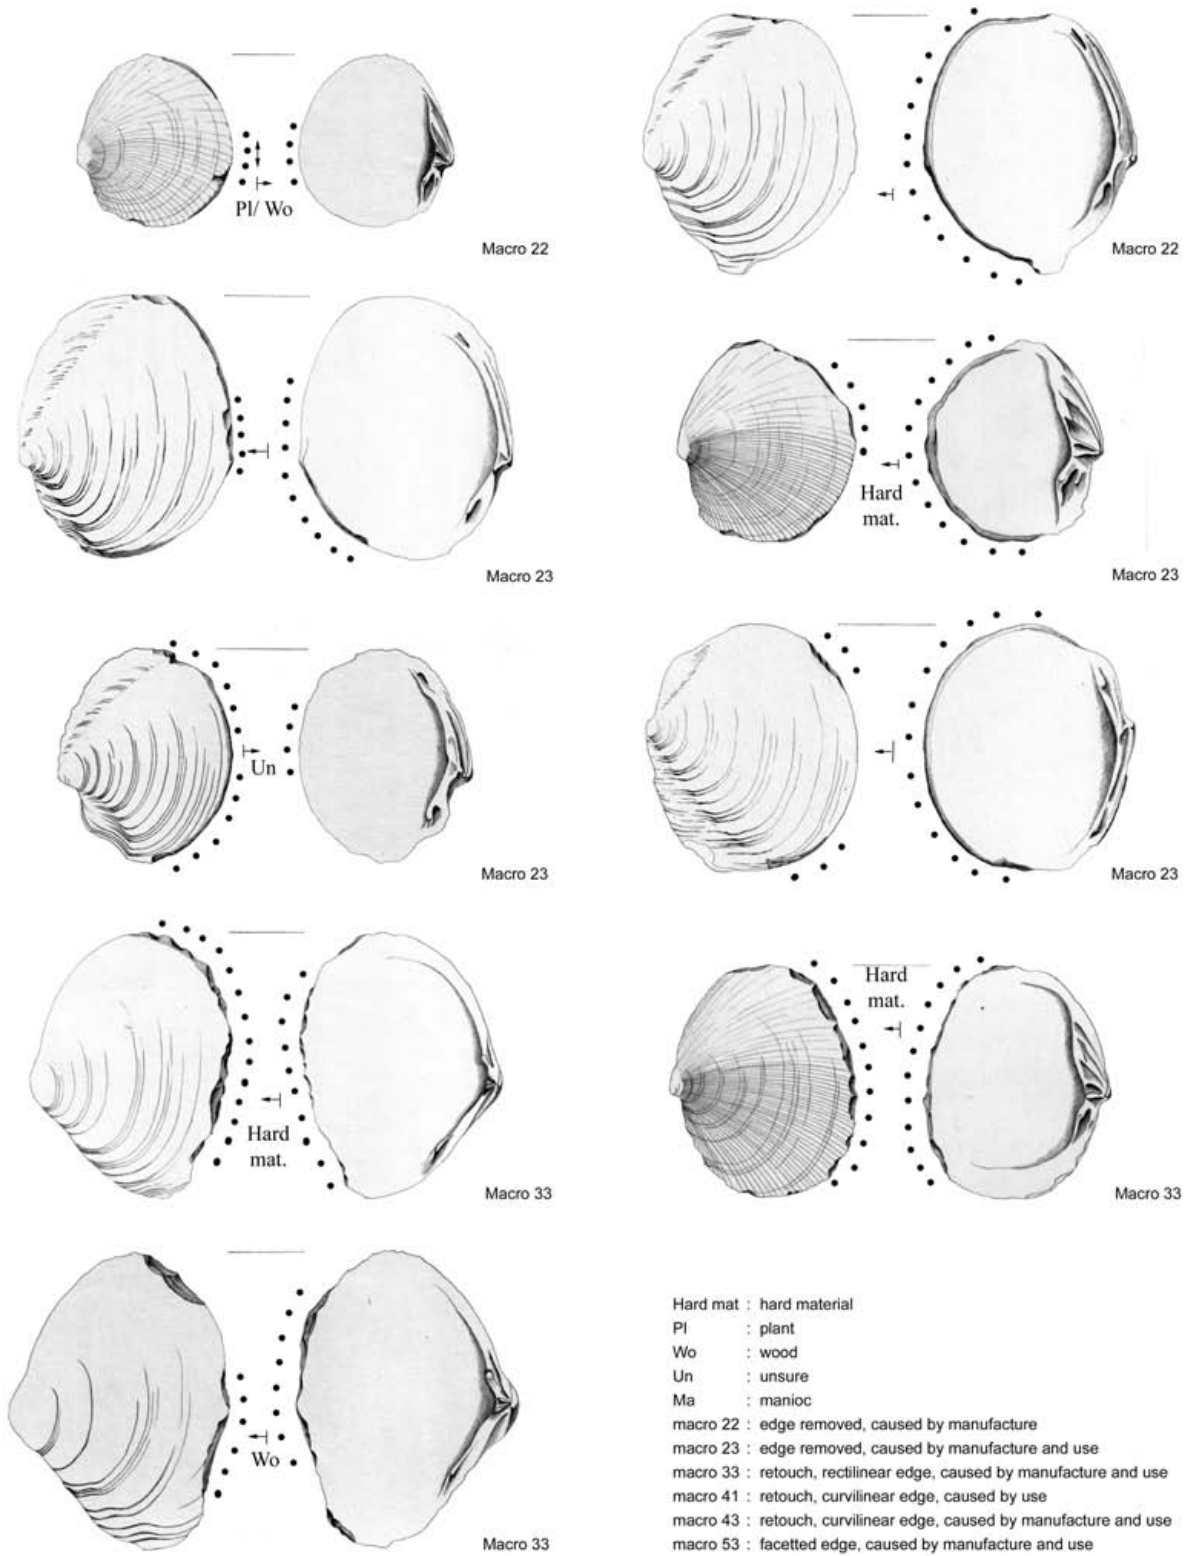 Pl/ Wo
Macro 22
Macro 22
Macro 23
Hard
mat.
Macro 23
Un
Macro 23
Macro 23
Hard
mat.
Macro 33
Hard
mat.
Macro 33
Wo
Macro 33
Hard mat : hard material
Pl : plant
Wo : wood
Un : unsure
Ma : manioc
macro 22 : edge removed, caused by manufacture
macro 23 : edge removed, caused by manufacture and use
macro 33 : retouch, rectilinear edge, caused by manufacture and use
macro 41 : retouch, curvilinear edge, caused by use
macro 43 : retouch, curvilinear edge, caused by manufacture and use
macro 53 : facetted edge, caused by manufacture and use